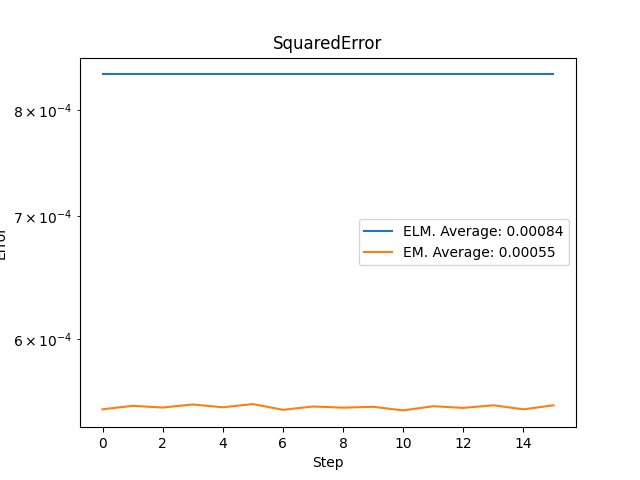 SquaredError
8 × 10⁻⁴
7 × 10⁻⁴
6 × 10⁻⁴
Error
ELM. Average: 0.00084
EM. Average: 0.00055
0 2 4 6 8 10 12 14
Step